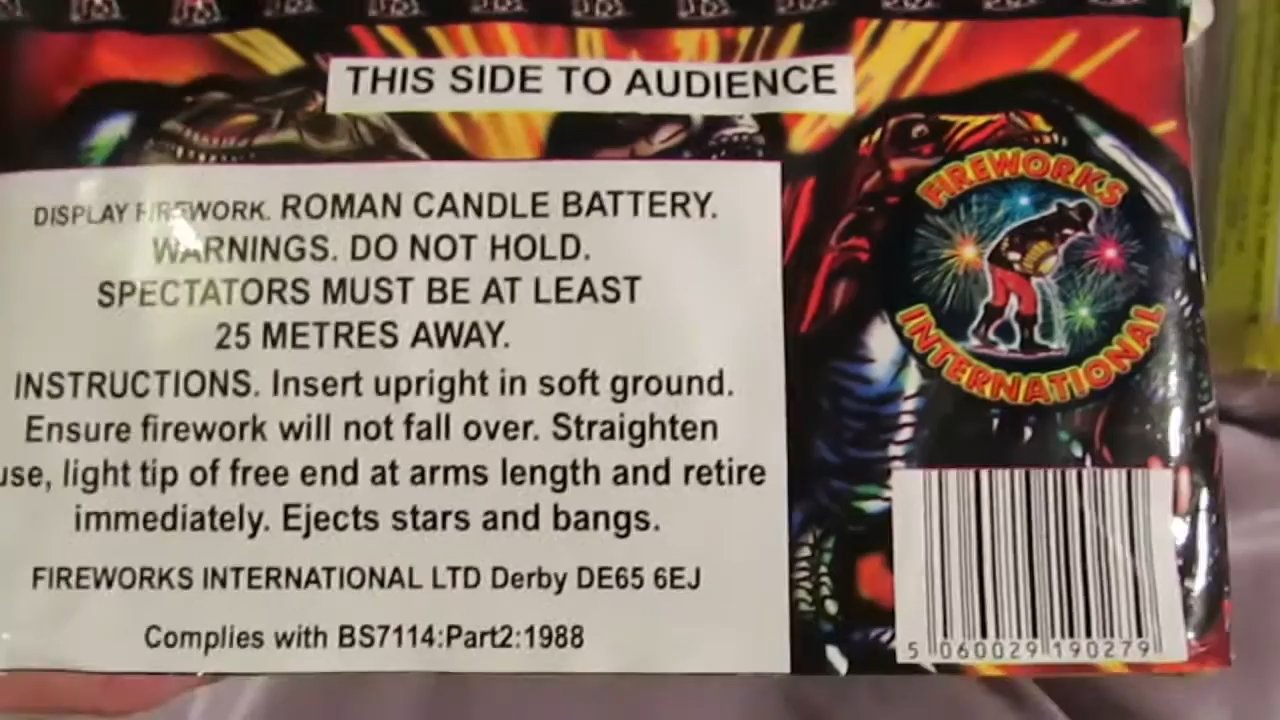 THIS SIDE TO AUDIENCE
DISPLAY FIREWORK. ROMAN CANDLE BATTERY.
WARNINGS. DO NOT HOLD.
SPECTATORS MUST BE AT LEAST
25 METRES AWAY.
INSTRUCTIONS. Insert upright in soft ground.
Ensure firework will not fall over. Straighten
use, light tip of free end at arms length and retire
immediately. Ejects stars and bangs.
FIREWORKS INTERNATIONAL LTD Derby DE65 6EJ
Complies with BS7114:Part2:1988
FIREWORKS
INTERNATIONAL
5 060029 190279